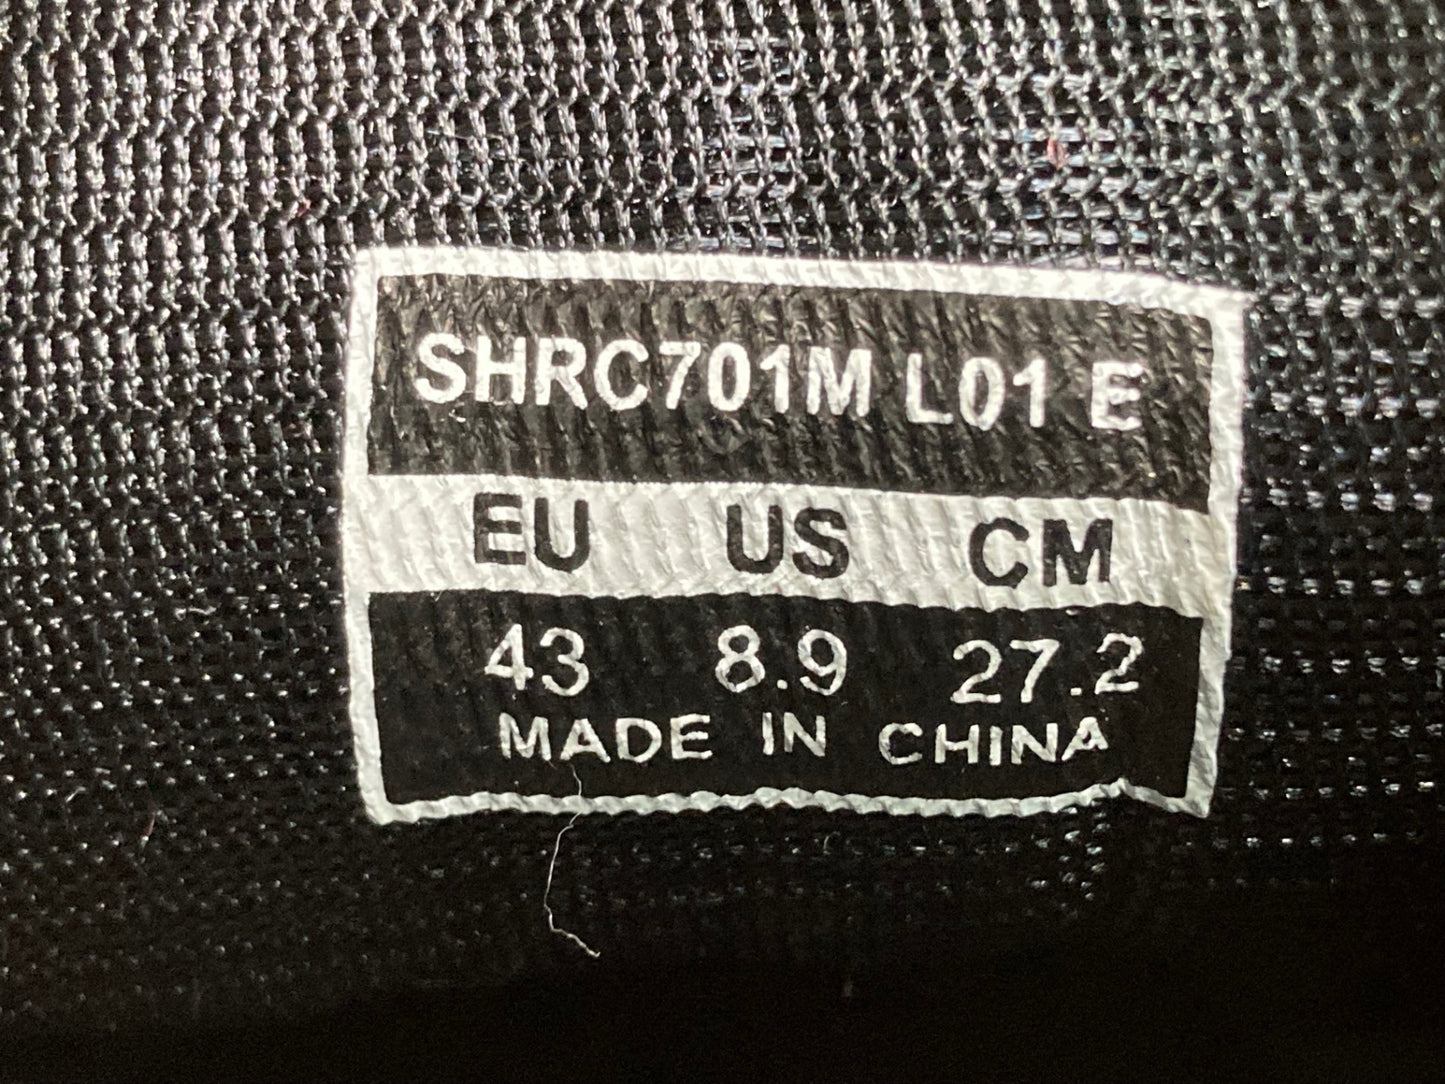 SHRC701M L01 E
EU US CM
43 8.9 27.2
MADE IN CHINA